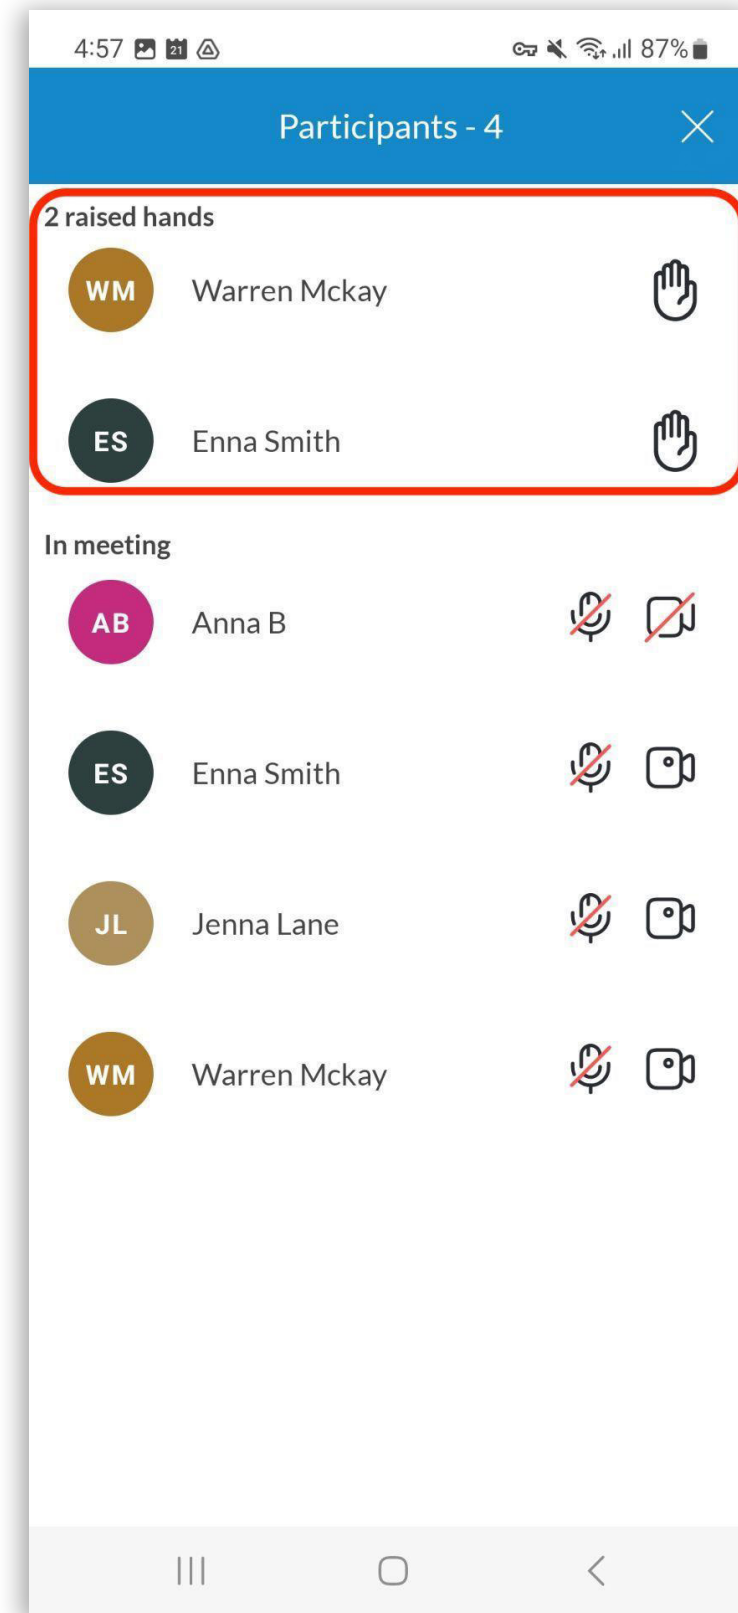 4:57 21 87%
Participants - 4
2 raised hands
WM Warren Mckay
ES Enna Smith
In meeting
AB Anna B
ES Enna Smith
JL Jenna Lane
WM Warren Mckay